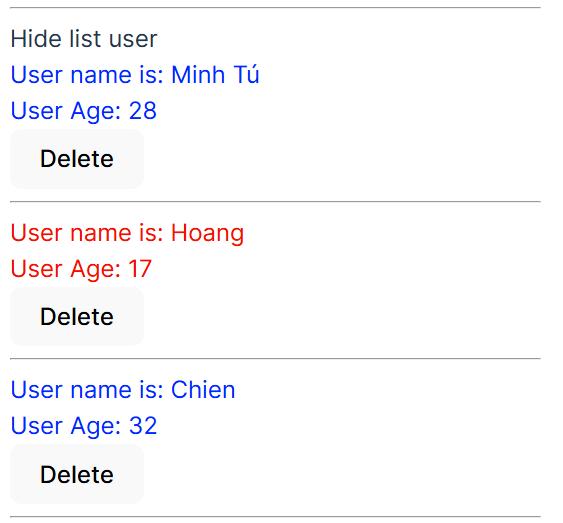 Hide list user
User name is: Minh Tú
User Age: 28
Delete
User name is: Hoang
User Age: 17
Delete
User name is: Chien
User Age: 32
Delete